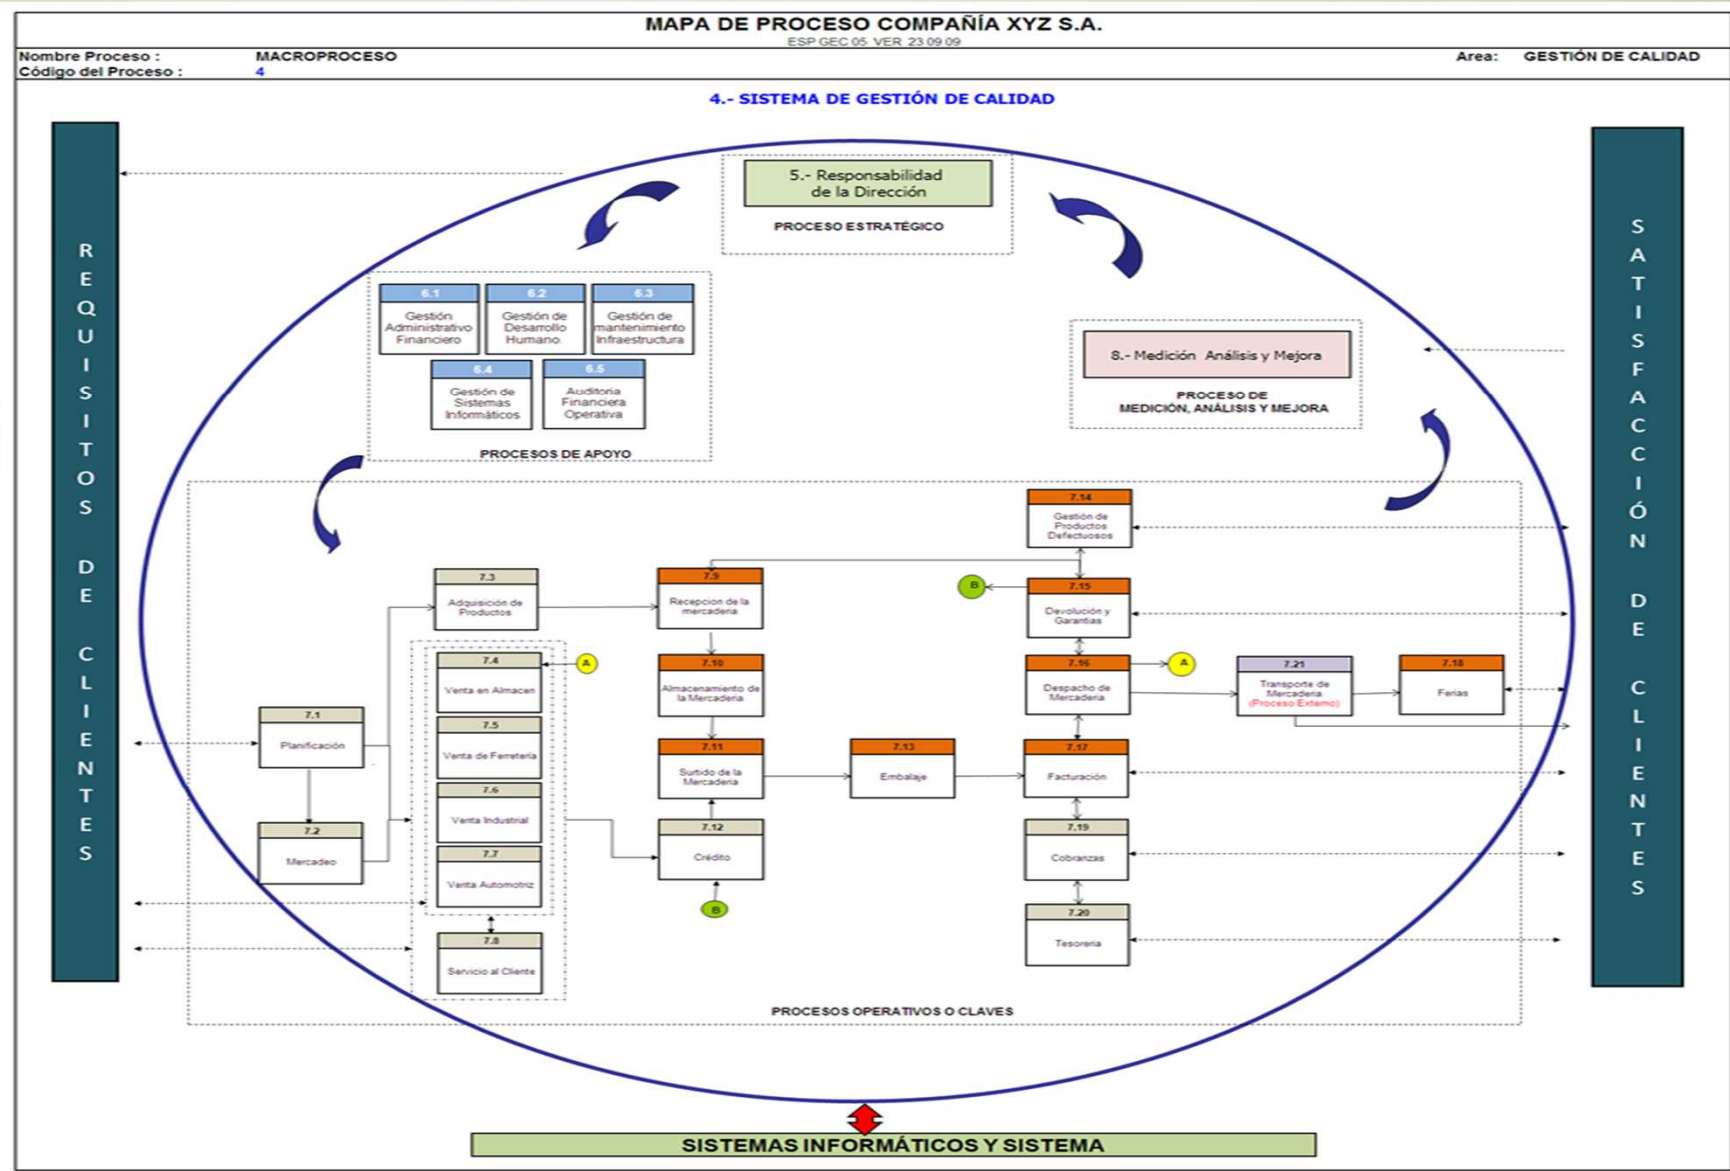 MAPA DE PROCESO COMPAÑÍA XYZ S.A.
ESP GEC 05 VER 23 09 09
Nombre Proceso : MACROPROCESO Area: GESTIÓN DE CALIDAD
Código del Proceso : 4
4.- SISTEMA DE GESTIÓN DE CALIDAD
REQUISITOS DE CLIENTES
5.- Responsabilidad
de la Dirección
PROCESO ESTRATÉGICO
6.1
Gestión
Administrativo
Financiero
6.2
Gestión de
Desarrollo
Humano.
6.3
Gestión de
mantenimiento
Infraestructura
6.4
Gestión de
Sistemas
Informáticos
6.5
Auditoria
Financiera
Operativa
PROCESOS DE APOYO
8.- Medición Análisis y Mejora
PROCESO DE
MEDICIÓN, ANÁLISIS Y MEJORA
7.1
Planificación
7.2
Mercadeo
7.3
Adquisición de
Productos
7.4
Venta en Almacen
A
7.5
Venta de Ferretería
7.6
Venta Industrial
7.7
Venta Automotriz
7.8
Servicio al Cliente
7.9
Recepcion de la
mercaderia
7.10
Almacenamiento de
la Mercaderia
7.11
Surtido de la
Mercaderia
7.12
Crédito
B
7.13
Embalaje
7.14
Gestión de
Productos
Defectuosos
B
7.15
Devolución y
Garantias
7.16
Despacho de
Mercaderia
A
7.17
Facturación
7.19
Cobranzas
7.20
Tesoreria
7.21
Transporte de
Mercaderia
(Proceso Externo)
7.18
Ferias
PROCESOS OPERATIVOS O CLAVES
SATISFACCIÓN DE CLIENTES
SISTEMAS INFORMÁTICOS Y SISTEMA